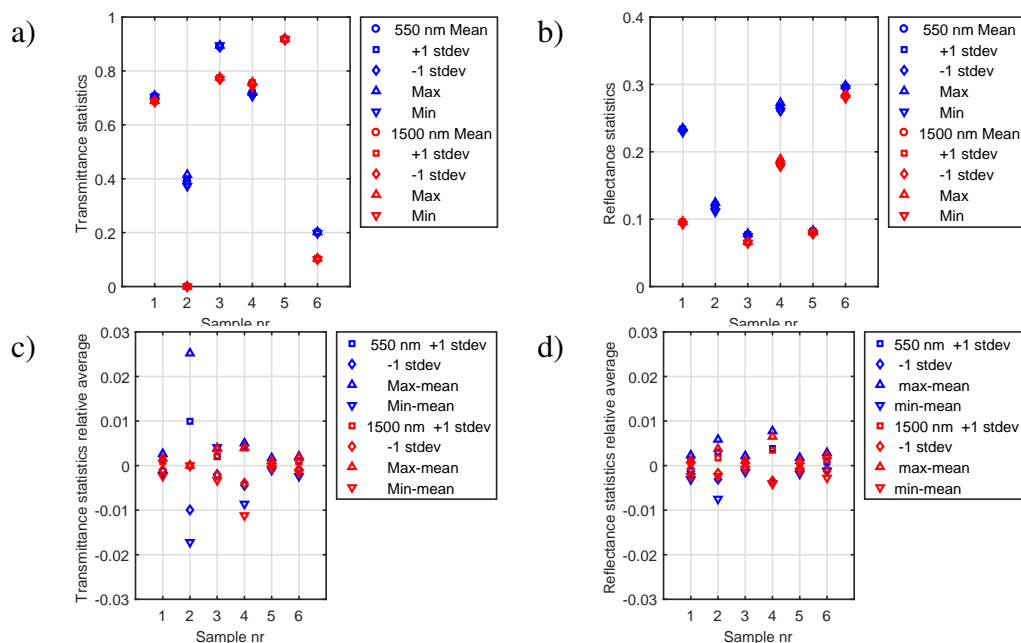 a)
Transmittance statistics
1
0.8
0.6
0.4
0.2
0
1 2 3 4 5 6
Sample nr
550 nm Mean
+1 stdev
-1 stdev
Max
Min
1500 nm Mean
+1 stdev
-1 stdev
Max
Min
b)
Reflectance statistics
0.4
0.3
0.2
0.1
0
1 2 3 4 5 6
Sample nr
550 nm Mean
+1 stdev
-1 stdev
Max
Min
1500 nm Mean
+1 stdev
-1 stdev
Max
Min
c)
Transmittance statistics relative average
0.03
0.02
0.01
0
-0.01
-0.02
-0.03
1 2 3 4 5 6
Sample nr
550 nm +1 stdev
-1 stdev
Max-mean
Min-mean
1500 nm +1 stdev
-1 stdev
Max-mean
Min-mean
d)
Reflectance statistics relative average
0.03
0.02
0.01
0
-0.01
-0.02
-0.03
1 2 3 4 5 6
Sample nr
550 nm +1 stdev
-1 stdev
max-mean
min-mean
1500 nm +1 stdev
-1 stdev
max-mean
min-mean